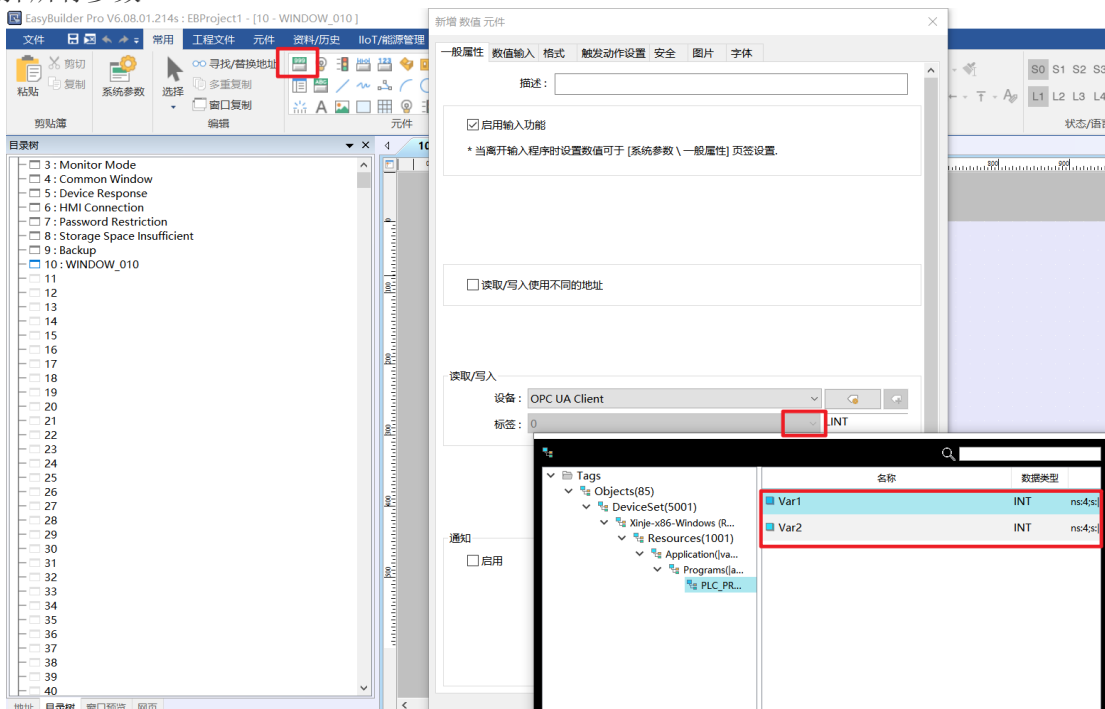 EasyBuilder Pro V6.08.01.214s : EBProject1 - [10 - WINDOW_010 ]
文件 常用 工程文件 元件 资料/历史 IIoT/能源管理
粘贴 剪切 复制 系统参数 选择 寻找/替换地址 多重复制 窗口复制
剪贴簿 编辑 元件
S0 S1 S2 S3
L1 L2 L3 L4
目录树
3 : Monitor Mode
4 : Common Window
5 : Device Response
6 : HMI Connection
7 : Password Restriction
8 : Storage Space Insufficient
9 : Backup
10 : WINDOW_010
11
12
13
14
15
16
17
18
19
20
21
22
23
24
25
26
27
28
29
30
31
32
33
34
35
36
37
38
39
40
地址 目录树 窗口预览 网页
新增 数值 元件
一般属性 数值输入 格式 触发动作设置 安全 图片 字体
描述 :
启用输入功能
* 当离开输入程序时设置数值可于 [系统参数 \ 一般属性] 页签设置.
读取/写入使用不同的地址
读取/写入
设备 : OPC UA Client
标签 : 0 LINT
通知
启用
Tags
Objects(85)
DeviceSet(5001)
Xinje-x86-Windows (R...
Resources(1001)
Application(|va...
Programs(|a...
PLC_PR...
名称 数据类型
Var1 INT ns:4;s:|
Var2 INT ns:4;s:|